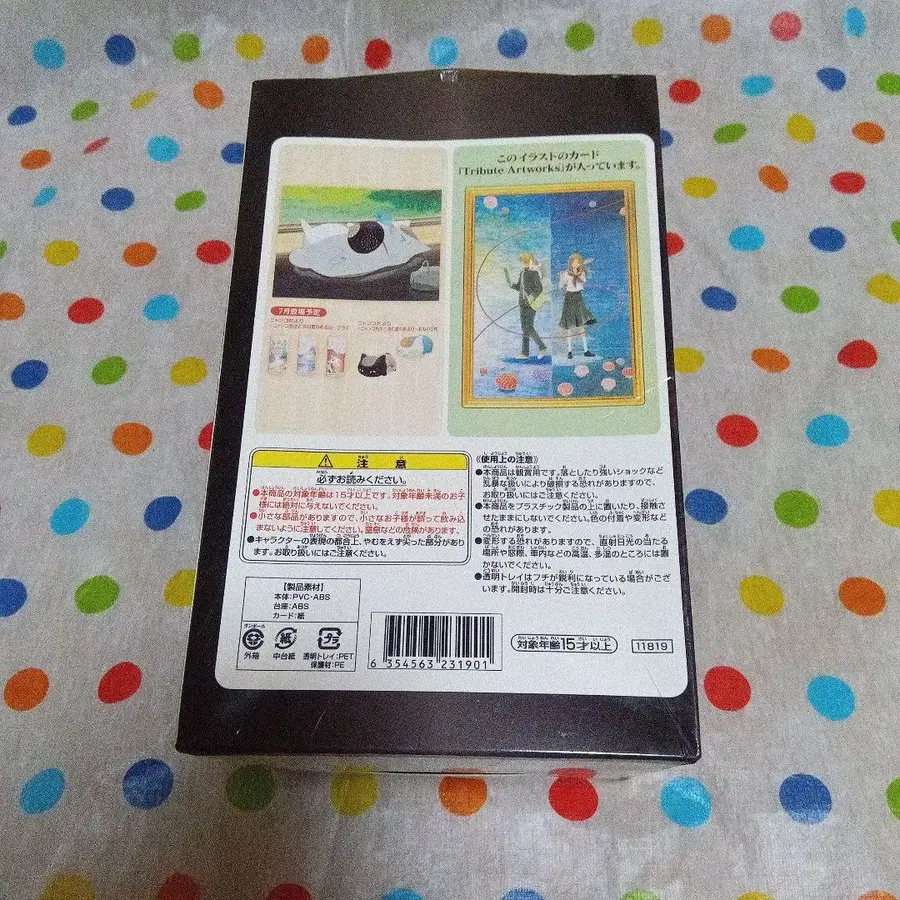 このイラストのカード
「Tribute Artworks」が入っています。
7月登場予定
注意
必ずお読みください。
●本商品の対象年齢は15才以上です。対象年齢未満のお子
様には絶対に与えないでください。
●小さな部品がありますので、小さなお子様が誤って飲み込
まないように注意してください。窒息などの危険があります。
●キャラクターの表現の都合上、やむをえず尖った部分があり
ます。お取り扱いにはご注意ください。
《使用上の注意》
●本商品は観賞用です。落としたり強いショックなど
乱暴な扱いにより破損する恐れがありますので、
お取り扱いにはご注意ください。
●本商品をプラスチック製品の上に置いたり、接触さ
せたままにしないでください。色の付着や変形など
の恐れがあります。
●変形する恐れがありますので、直射日光の当たる
場所や窓際、車内などの高温、多湿のところには置
かないでください。
●透明トレイはフチが鋭利になっている場合がござ
います。開封時は十分ご注意ください。
【製品素材】
本体:PVC・ABS
台座:ABS
カード:紙
ダンボール
外箱
紙
中台紙
プラ
透明トレイ:PET
保護材:PE
6 354563 231901
対象年齢15才以上
11819